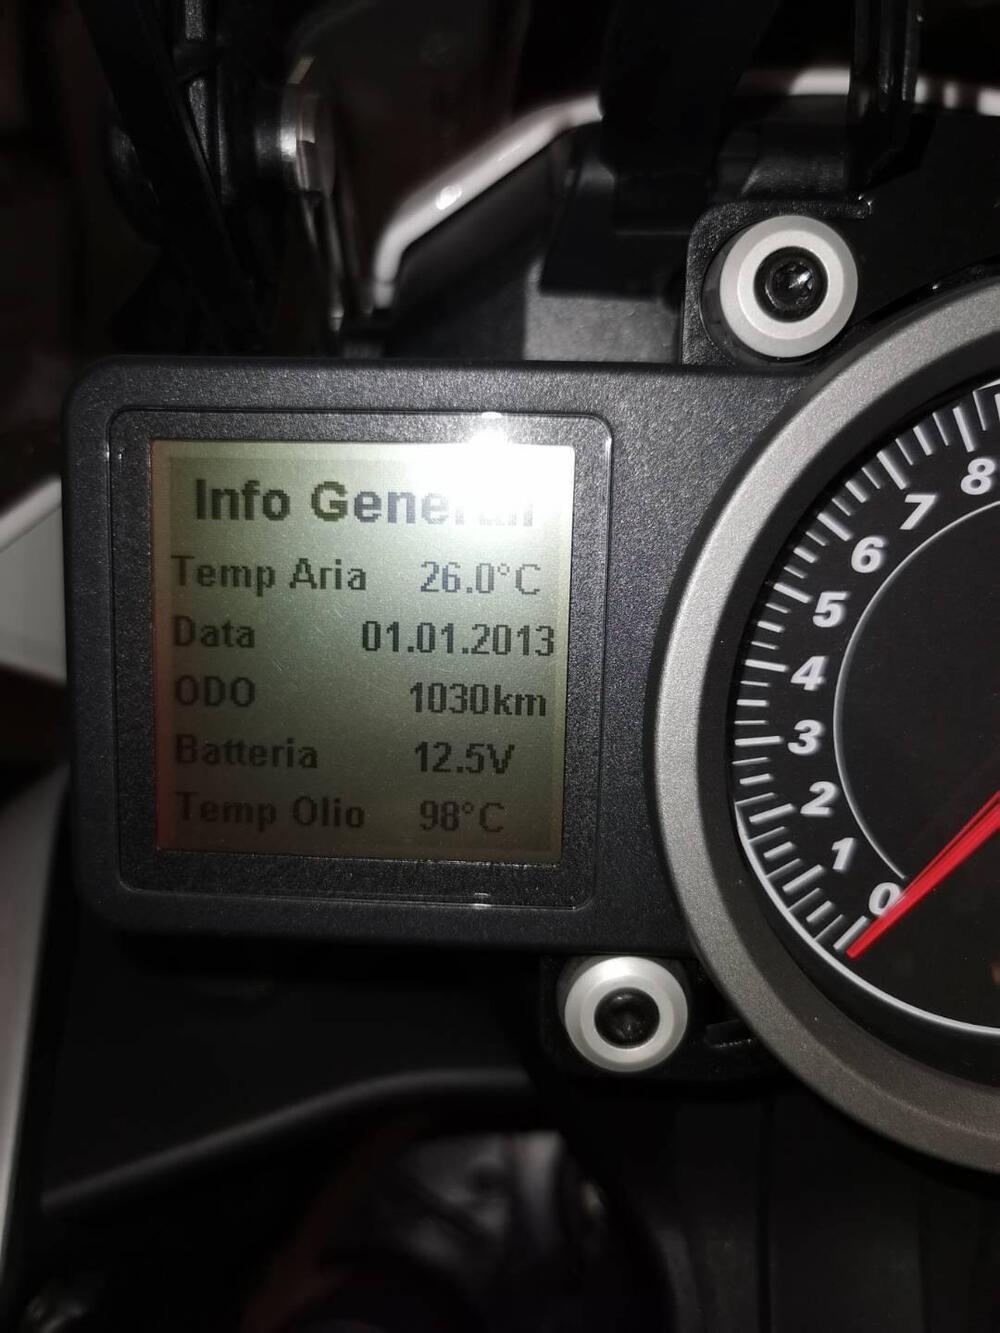 Info Generali
Temp Aria 26.0°C
Data 01.01.2013
ODO 1030km
Batteria 12.5V
Temp Olio 98°C
8
7
6
5
4
3
2
1
0